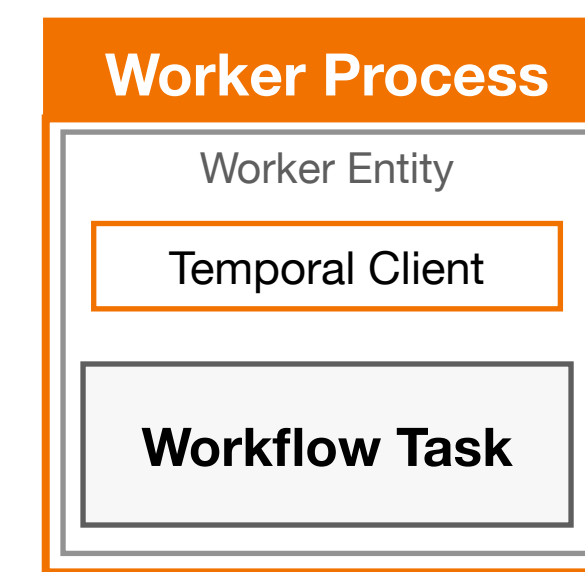 Worker Process
Worker Entity
Temporal Client
Workflow Task